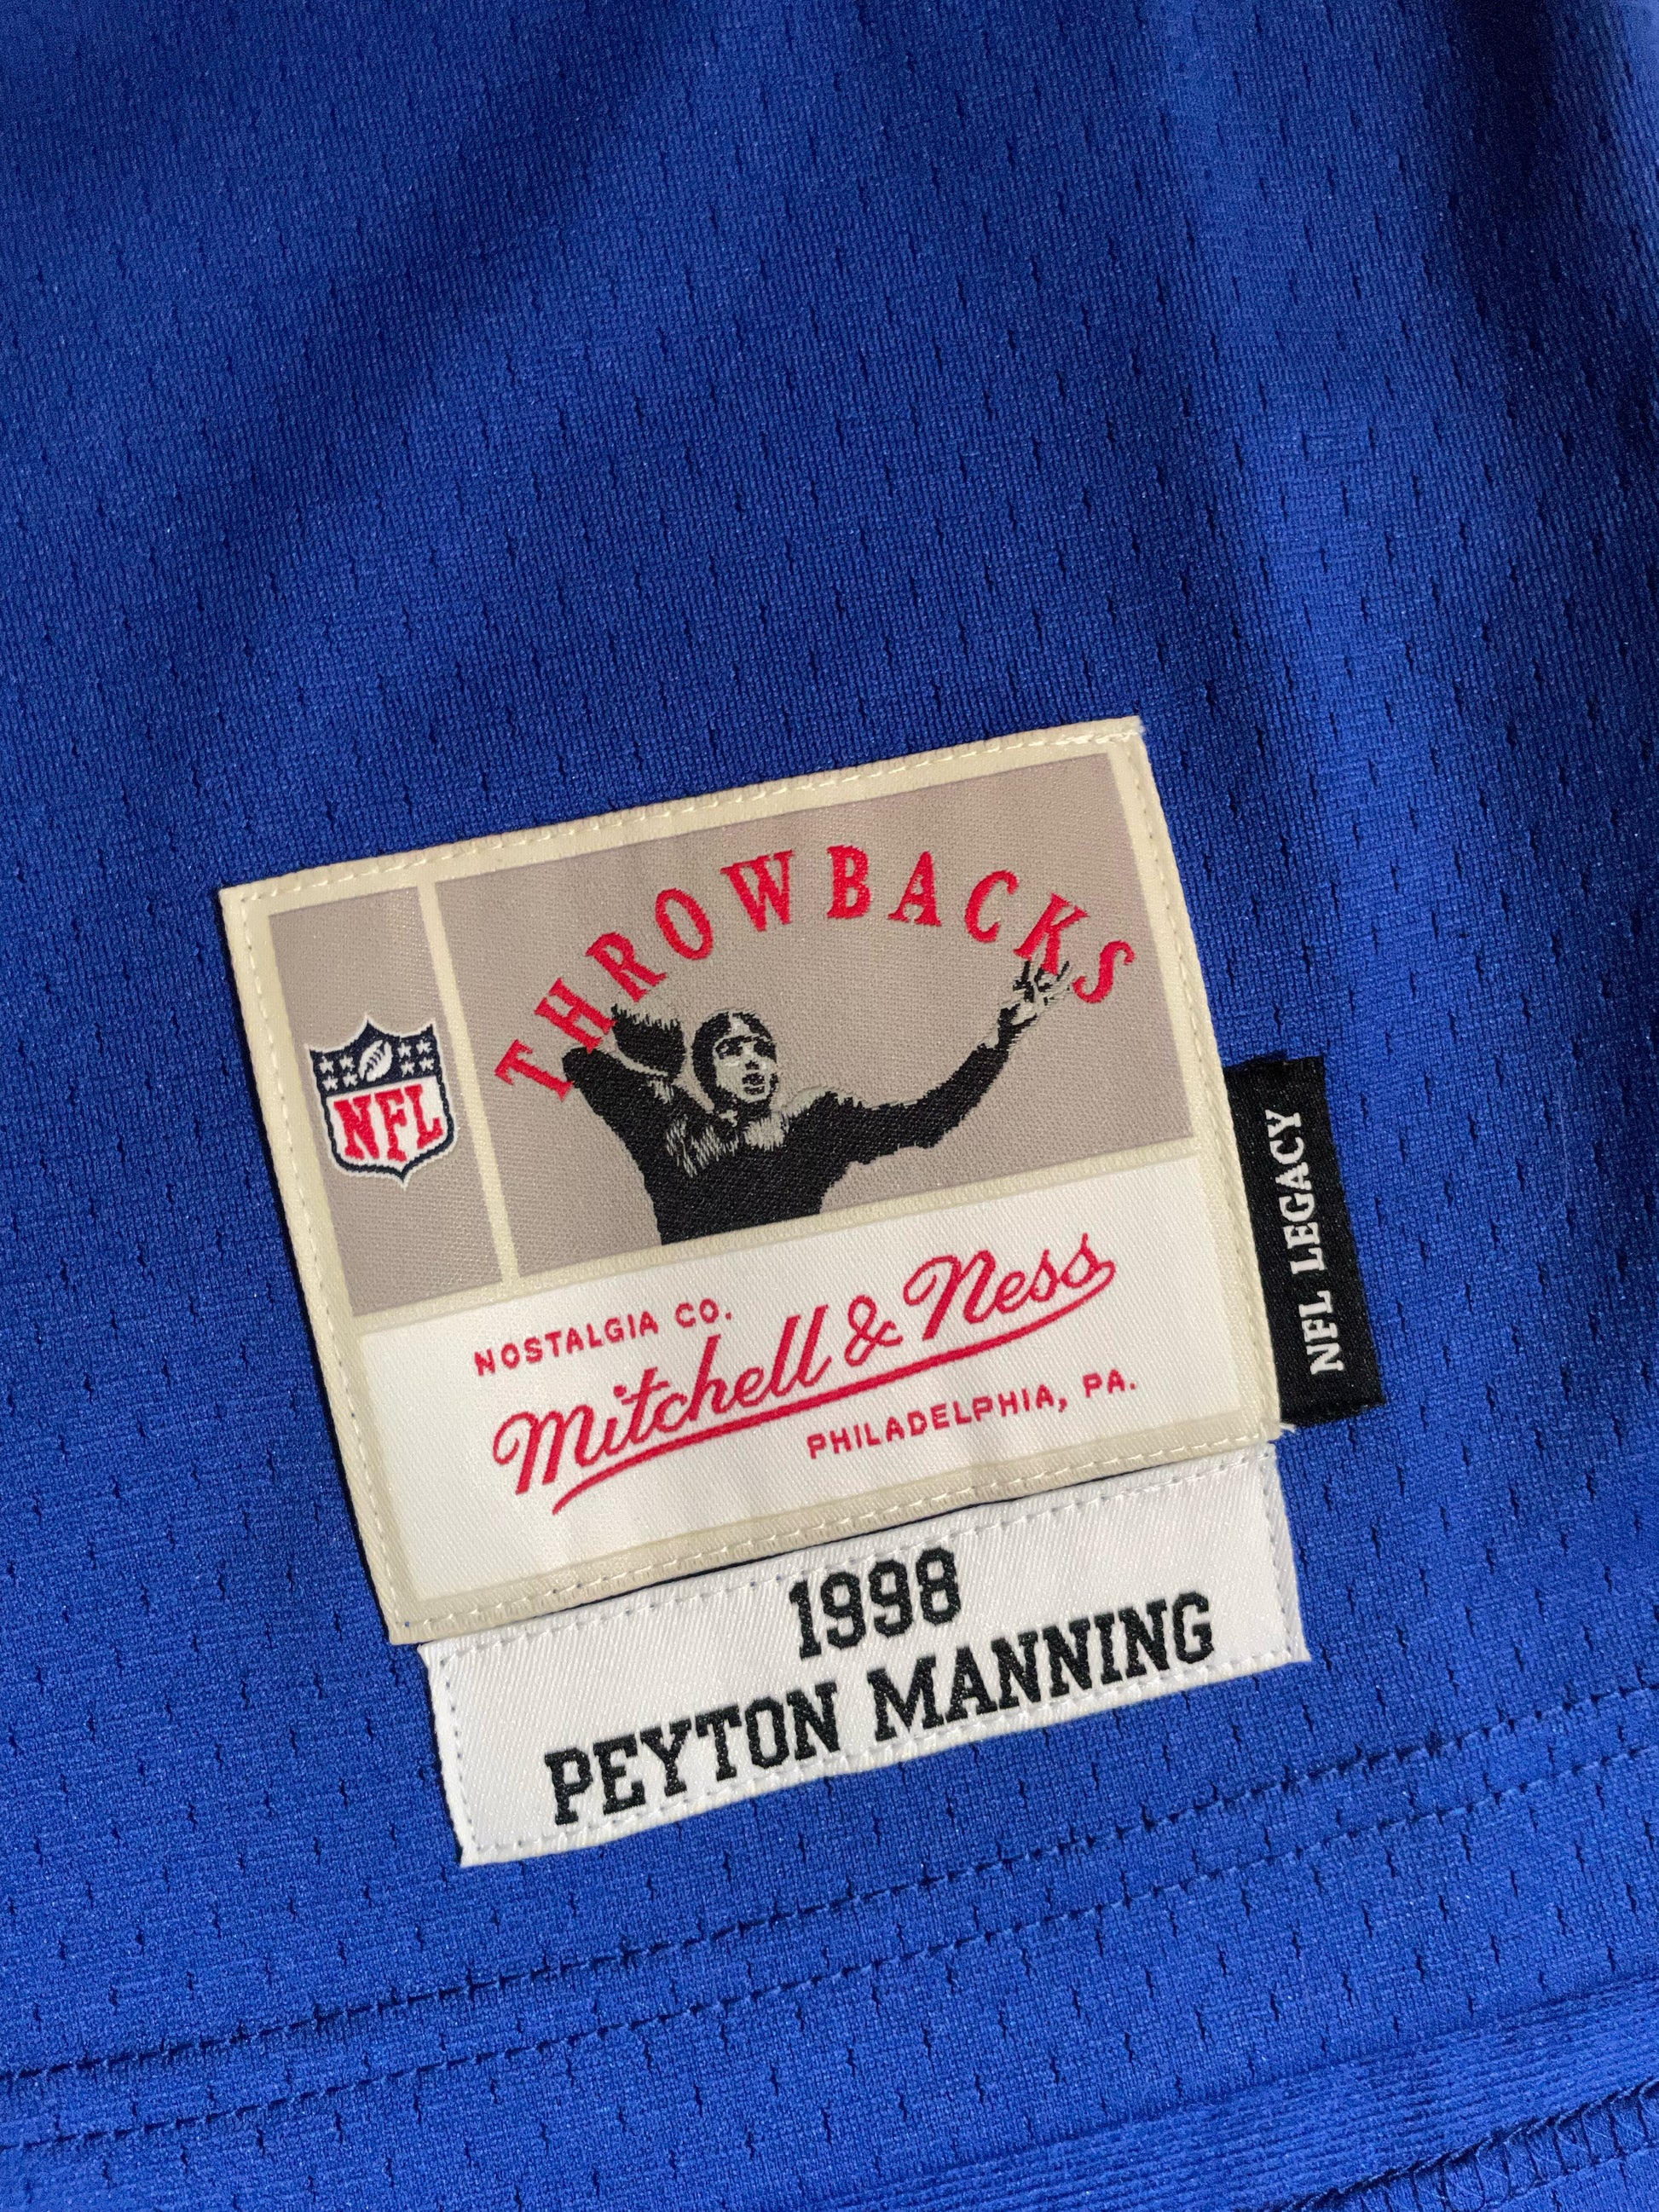 THROWBACKS
NFL
NOSTALGIA CO.
Mitchell & Ness
PHILADELPHIA, PA.
NFL LEGACY
1998
PEYTON MANNING